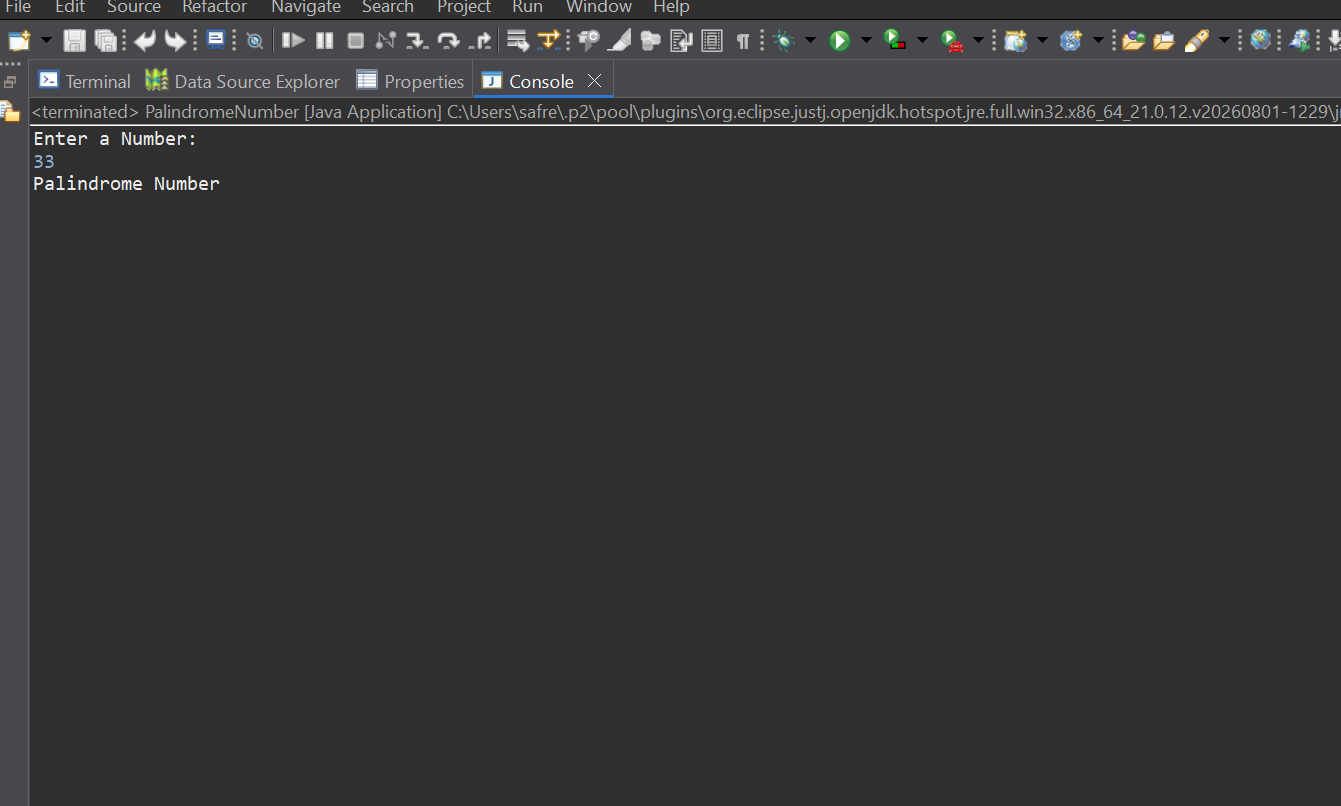 File Edit Source Refactor Navigate Search Project Run Window Help
Terminal Data Source Explorer Properties Console
<terminated> PalindromeNumber [Java Application] C:\Users\safre\.p2\pool\plugins\org.eclipse.justj.openjdk.hotspot.jre.full.win32.x86_64_21.0.12.v20260801-1229\j
Enter a Number:
33
Palindrome Number